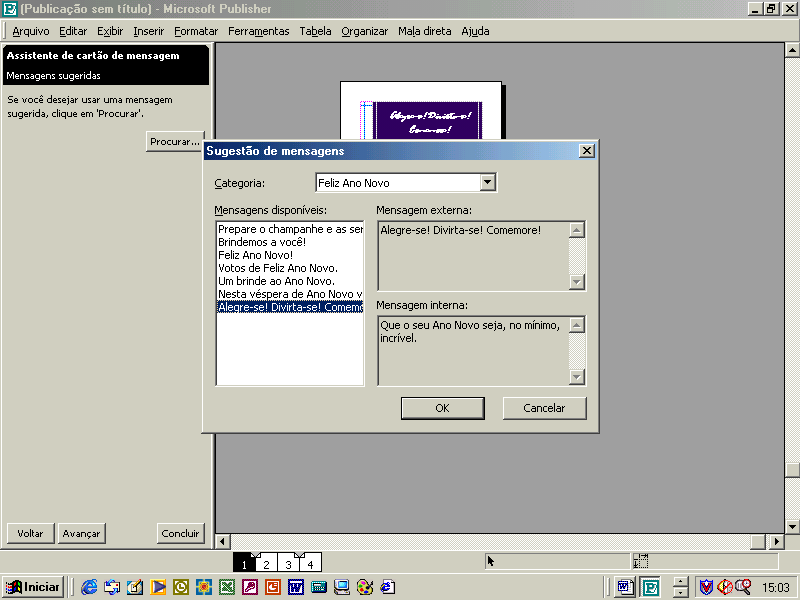 [Publicação sem título] - Microsoft Publisher
Arquivo Editar Exibir Inserir Formatar Ferramentas Tabela Organizar Mala direta Ajuda
Assistente de cartão de mensagem
Mensagens sugeridas
Se você desejar usar uma mensagem
sugerida, clique em 'Procurar'.
Procurar...
Alegre-se! Divirta-se!
Comemore!
Sugestão de mensagens
Categoria:
Feliz Ano Novo
Mensagens disponíveis:
Prepare o champanhe e as ser
Brindemos a você!
Feliz Ano Novo!
Votos de Feliz Ano Novo.
Um brinde ao Ano Novo.
Nesta véspera de Ano Novo v
Alegre-se! Divirta-se! Comemo
Mensagem externa:
Alegre-se! Divirta-se! Comemore!
Mensagem interna:
Que o seu Ano Novo seja, no mínimo,
incrível.
OK
Cancelar
Voltar
Avançar
Concluir
1 2 3 4
Iniciar
15:03